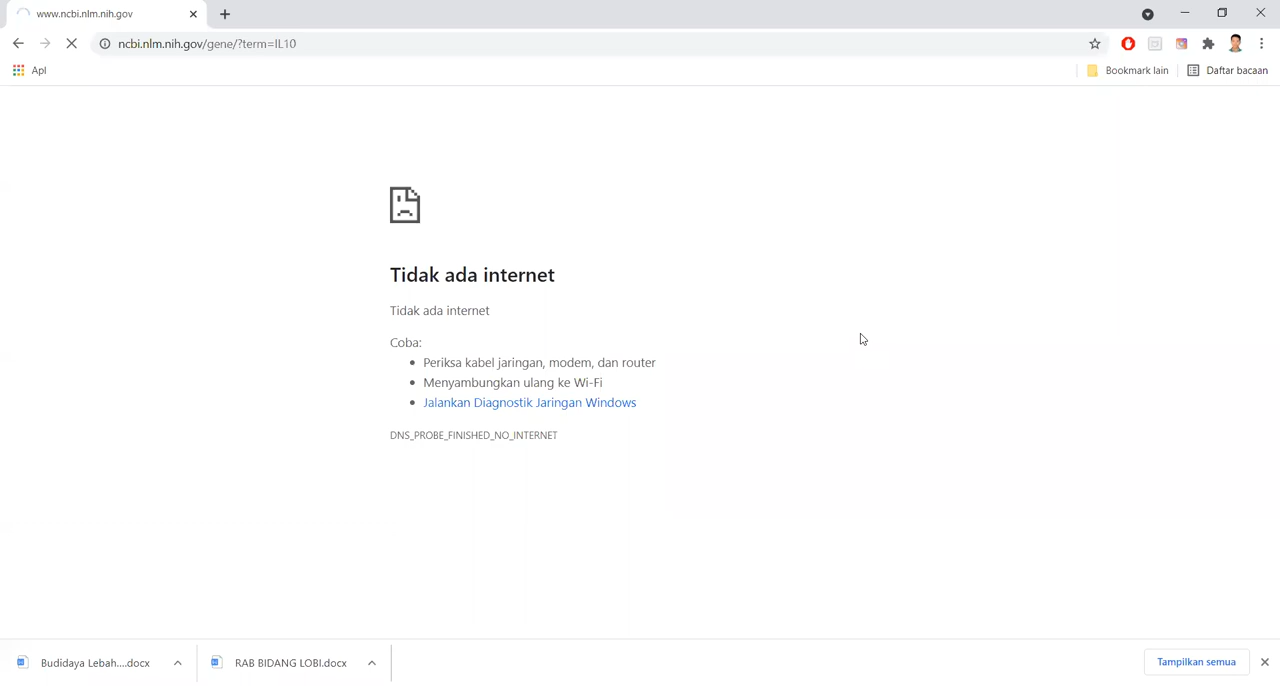 www.ncbi.nlm.nih.gov
ncbi.nlm.nih.gov/gene/?term=IL10
Apl
Bookmark lain
Daftar bacaan
Tidak ada internet
Tidak ada internet
Coba:
Periksa kabel jaringan, modem, dan router
Menyambungkan ulang ke Wi-Fi
Jalankan Diagnostik Jaringan Windows
DNS_PROBE_FINISHED_NO_INTERNET
Budidaya Lebah....docx
RAB BIDANG LOBI.docx
Tampilkan semua